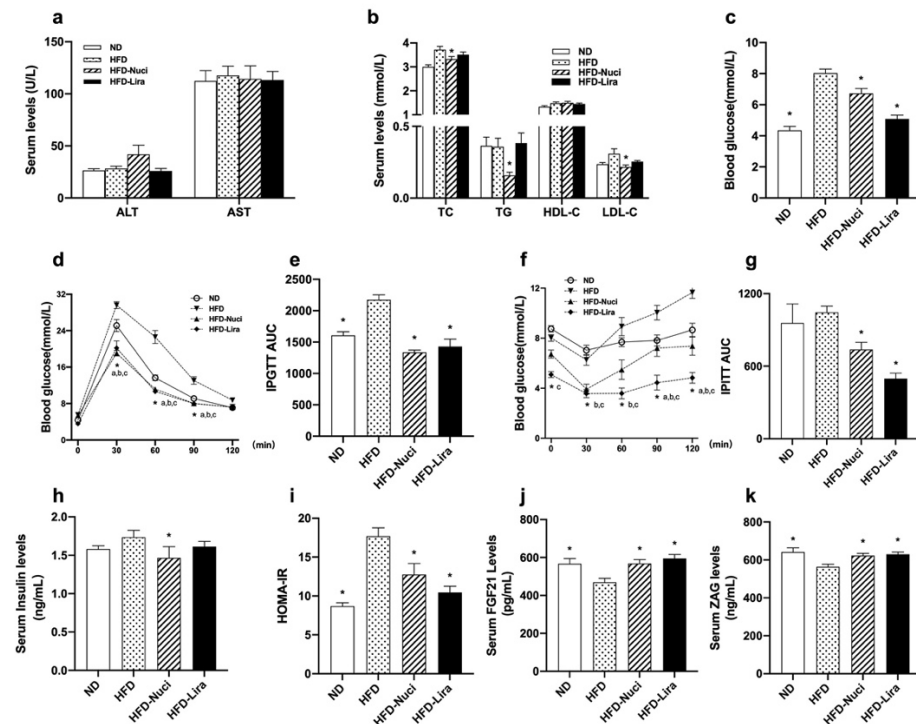 a
Serum levels (U/L)
150
100
50
0
ND
HFD
HFD-Nuci
HFD-Lira
ALT AST
b
Serum levels (mmol/L)
4
3
2
1
0.5
0.0
ND
HFD
HFD-Nuci
HFD-Lira
*
*
*
TC TG HDL-C LDL-C
c
Blood glucose(mmol/L)
10
8
6
4
2
0
*
*
*
ND HFD HFD-Nuci HFD-Lira
d
Blood glucose(mmol/L)
32
24
16
8
0
ND
HFD
HFD-Nuci
HFD-Lira
* a,b,c
* a,b,c
* a,b,c
0 30 60 90 120 (min)
e
IPGTT AUC
2500
2000
1500
1000
500
0
*
*
*
ND HFD HFD-Nuci HFD-Lira
f
Blood glucose(mmol/L)
12
8
4
0
ND
HFD
HFD-Nuci
HFD-Lira
* c
* b,c
* b,c
* a,b,c
* a,b,c
0 30 60 90 120 (min)
g
IPITT AUC
1200
600
0
*
*
ND HFD HFD-Nuci HFD-Lira
h
Serum Insulin levels
(ng/mL)
2.0
1.5
1.0
0.5
0.0
*
ND HFD HFD-Nuci HFD-Lira
i
HOMA-IR
20
15
10
5
0
*
*
*
ND HFD HFD-Nuci HFD-Lira
j
Serum FGF21 Levels
(pg/mL)
800
600
400
200
0
*
*
*
ND HFD HFD-Nuci HFD-Lira
k
Serum ZAG levels
(ng/mL)
800
600
400
200
0
*
*
*
ND HFD HFD-Nuci HFD-Lira